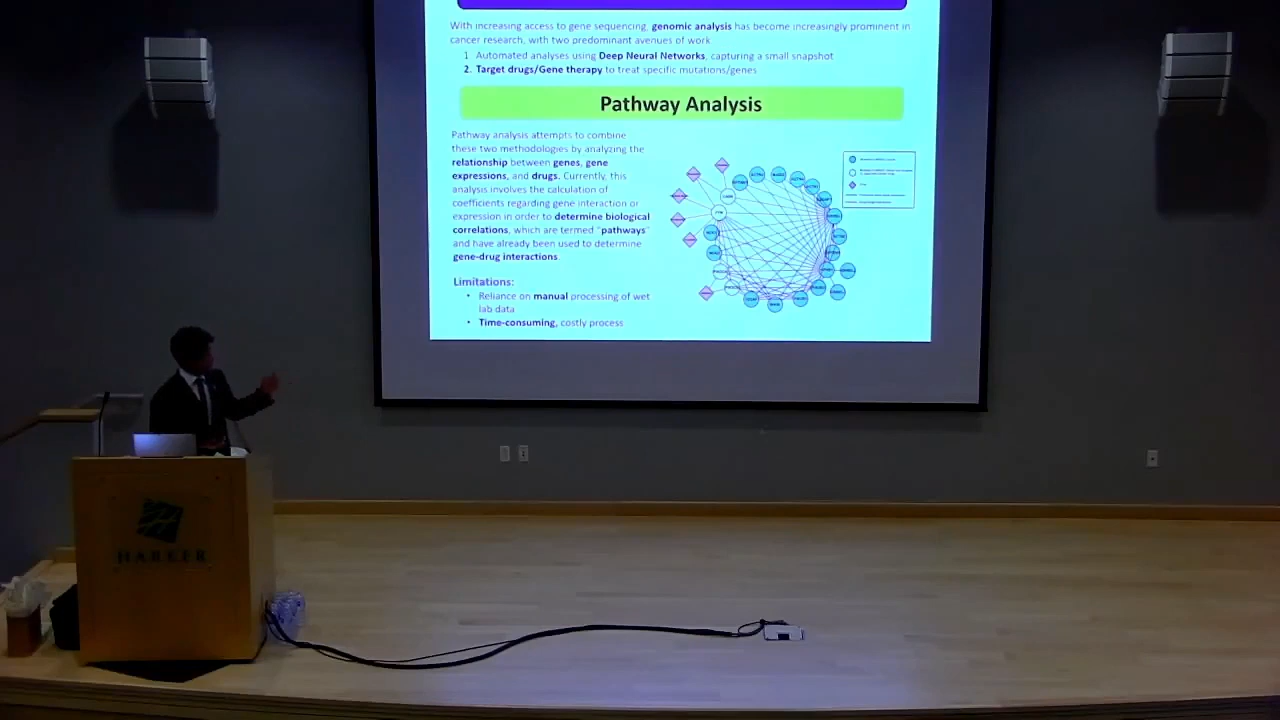 With increasing access to gene sequencing, genomic analysis has become increasingly prominent in
cancer research, with two predominant avenues of work
1 Automated analyses using Deep Neural Networks, capturing a small snapshot
2. Target drugs/Gene therapy to treat specific mutations/genes
Pathway Analysis
Pathway analysis attempts to combine
these two methodologies by analyzing the
relationship between genes, gene
expressions, and drugs. Currently, this
analysis involves the calculation of
coefficients regarding gene interaction or
expression in order to determine biological
correlations, which are termed "pathways"
and have already been used to determine
gene-drug interactions.
Limitations:
• Reliance on manual processing of wet
lab data
• Time-consuming, costly process
HARKER